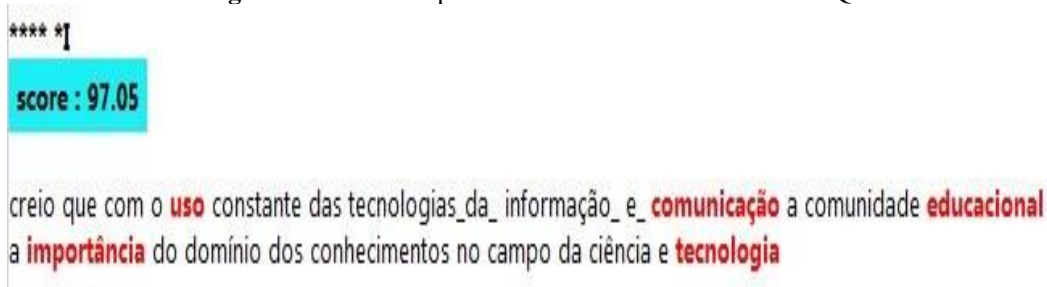 **** *I
score : 97.05
creio que com o uso constante das tecnologias_da_ informação_ e_ comunicação a comunidade educacional
a importância do domínio dos conhecimentos no campo da ciência e tecnologia